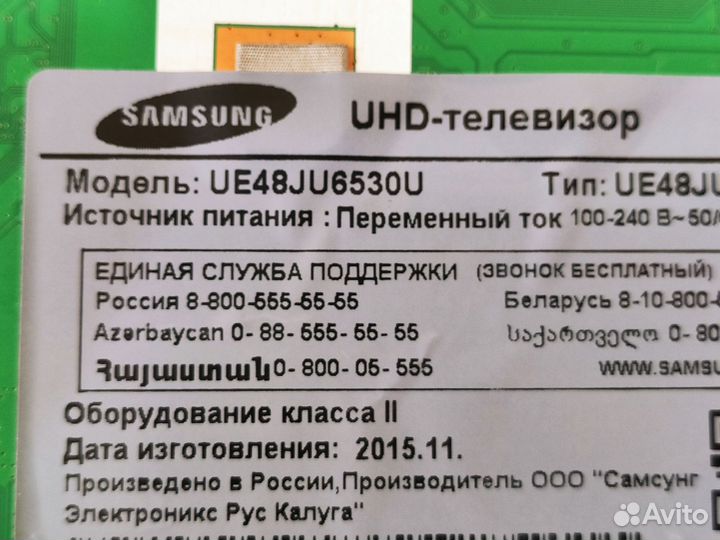 SAMSUNG UHD-телевизор
Модель: UE48JU6530U Тип: UE48JU
Источник питания : Переменный ток 100-240 В~50/
ЕДИНАЯ СЛУЖБА ПОДДЕРЖКИ (ЗВОНОК БЕСПЛАТНЫЙ)
Россия 8-800-555-55-55 Беларусь 8-10-800-
Azərbaycan 0- 88- 555- 55- 55 საქართველო 0- 80
Հայաստան 0- 800- 05- 555 WWW.SAMSU
Оборудование класса II
Дата изготовления: 2015.11.
Произведено в России,Производитель ООО "Самсунг
Электроникс Рус Калуга"
Avito